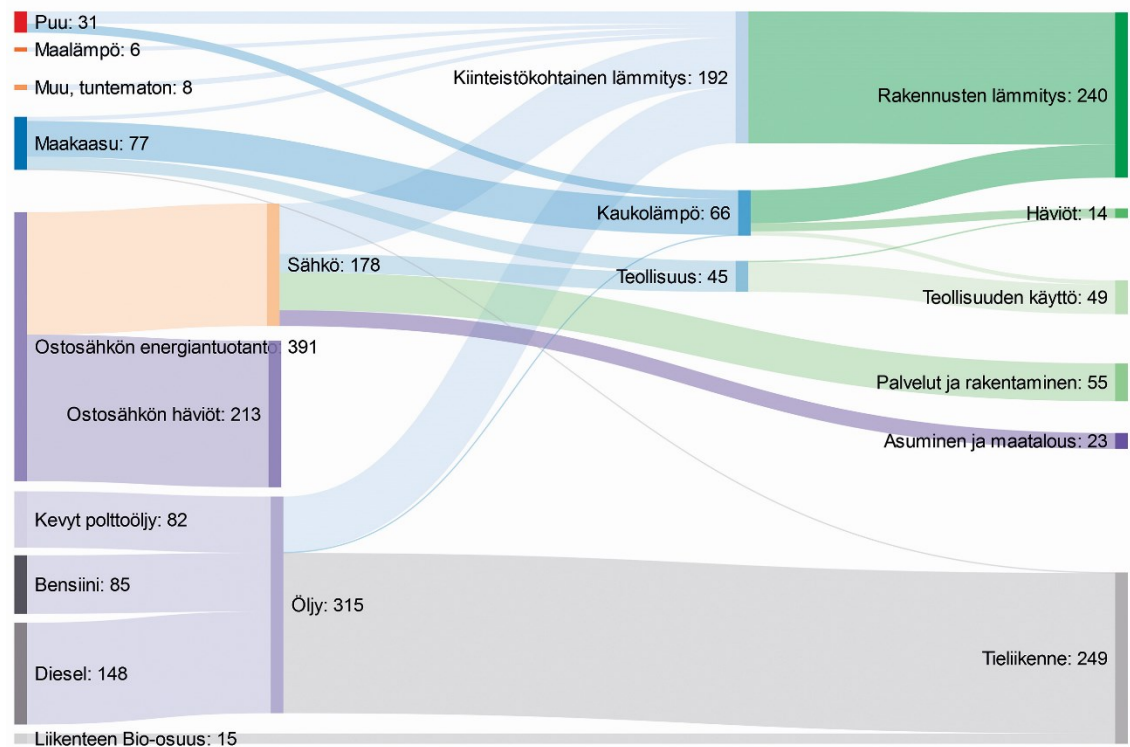 Puu: 31
Maalämpö: 6
Muu, tuntematon: 8
Maakaasu: 77
Ostosähkön energiantuotanto: 391
Ostosähkön häviöt: 213
Kevyt polttoöljy: 82
Bensiini: 85
Diesel: 148
Liikenteen Bio-osuus: 15
Sähkö: 178
Öljy: 315
Kiinteistökohtainen lämmitys: 192
Kaukolämpö: 66
Teollisuus: 45
Rakennusten lämmitys: 240
Häviöt: 14
Teollisuuden käyttö: 49
Palvelut ja rakentaminen: 55
Asuminen ja maatalous: 23
Tieliikenne: 249